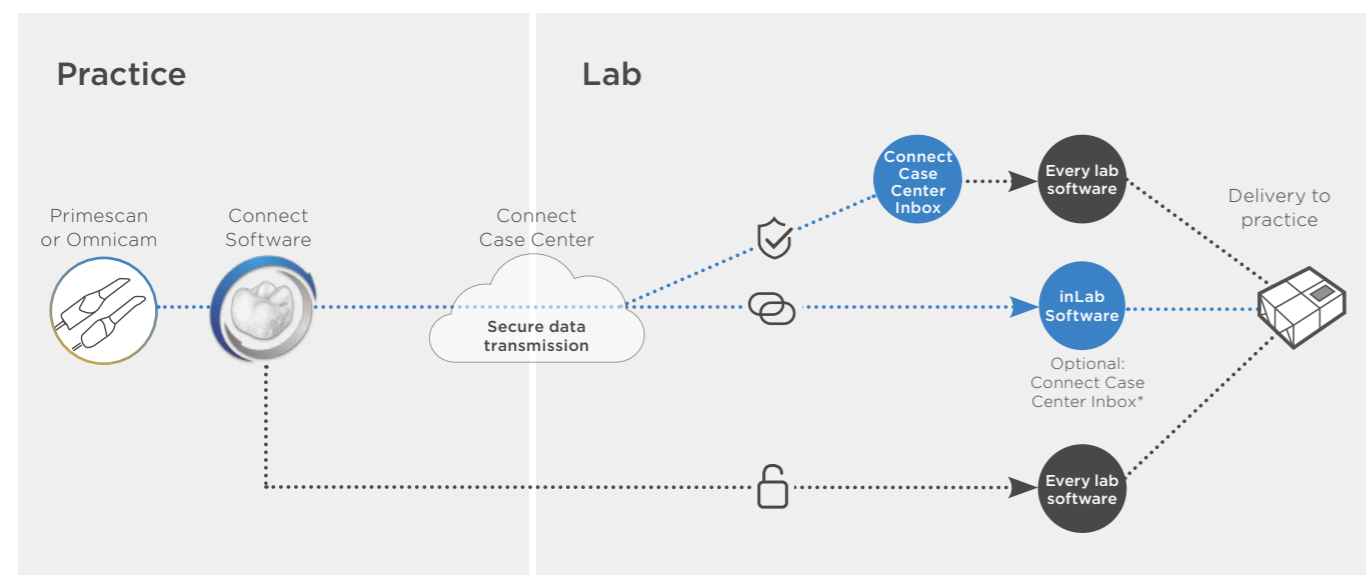 Practice
Lab
Primescan
or Omnicam
Connect
Software
Connect
Case Center
Secure data
transmission
Connect
Case
Center
Inbox
Every lab
software
Delivery to
practice
inLab
Software
Optional:
Connect Case
Center Inbox*
Every lab
software